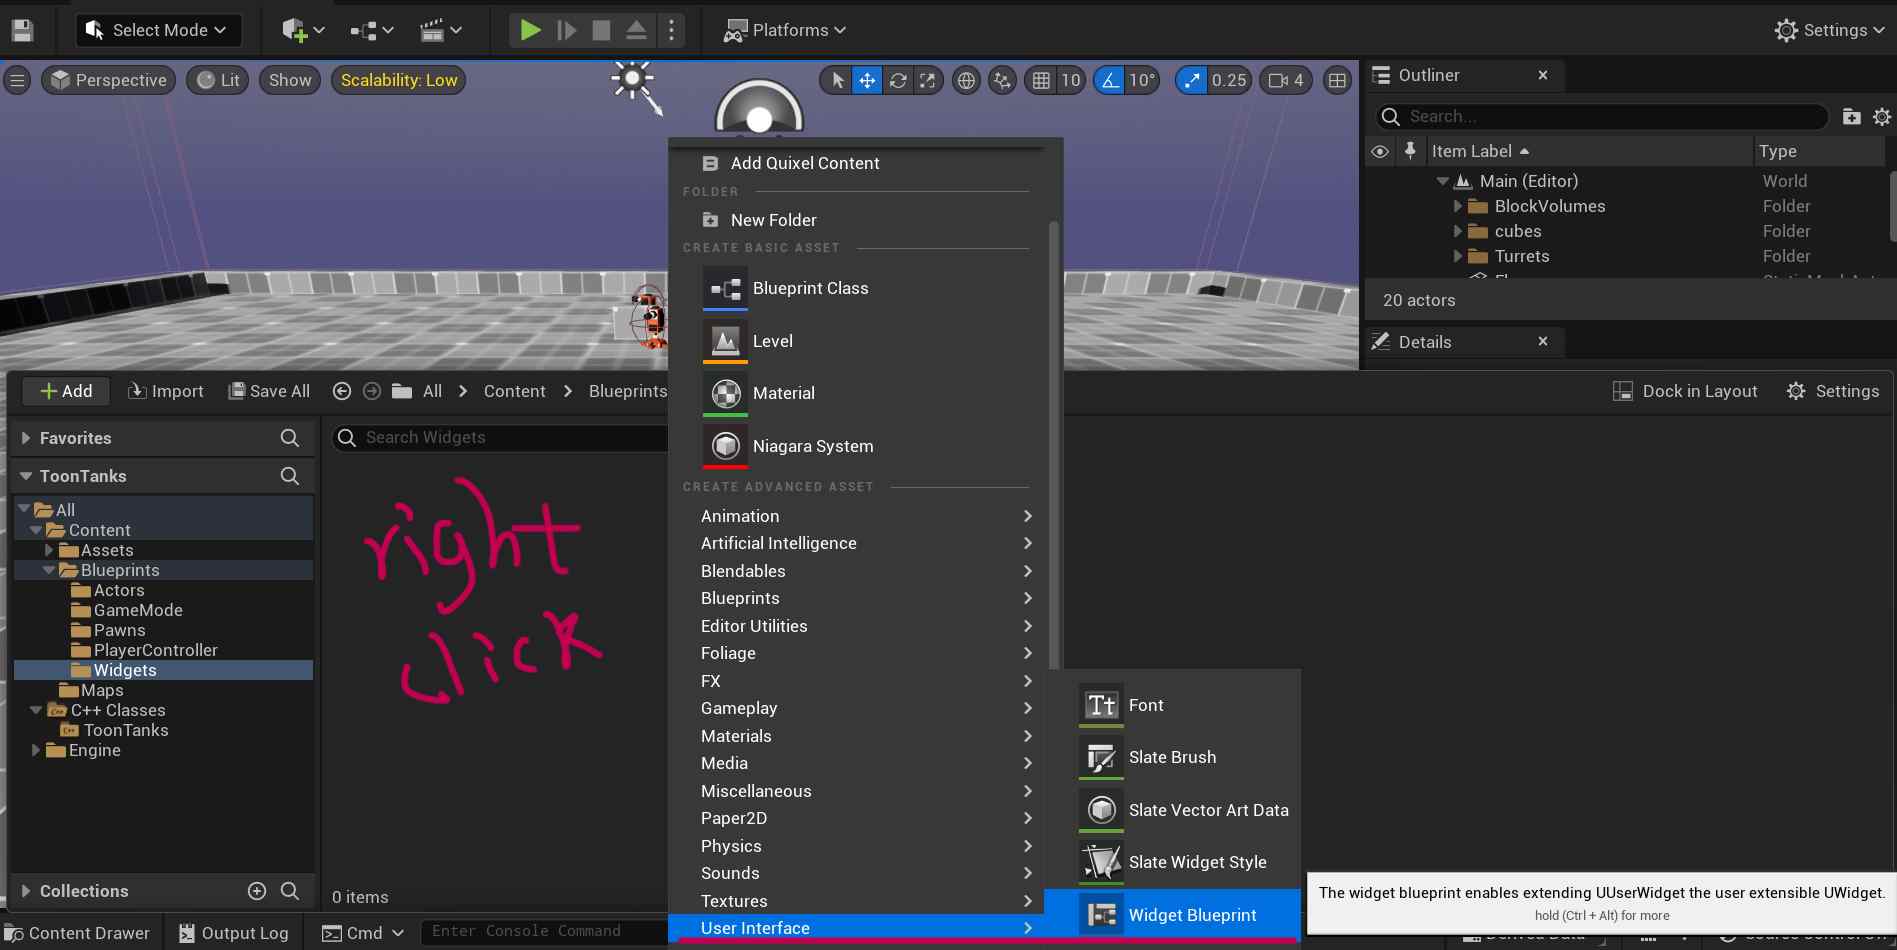 Select Mode
Platforms
Settings
Perspective
Lit
Show
Scalability: Low
10
10°
0.25
4
Outliner
Search...
Item Label
Type
Main (Editor) World
BlockVolumes Folder
cubes Folder
Turrets Folder
20 actors
Details
Add Quixel Content
FOLDER
New Folder
CREATE BASIC ASSET
Blueprint Class
Level
Material
Niagara System
CREATE ADVANCED ASSET
Animation
Artificial Intelligence
Blendables
Blueprints
Editor Utilities
Foliage
FX
Gameplay
Materials
Media
Miscellaneous
Paper2D
Physics
Sounds
Textures
User Interface
Font
Slate Brush
Slate Vector Art Data
Slate Widget Style
Widget Blueprint
The widget blueprint enables extending UUserWidget the user extensible UWidget.
hold (Ctrl + Alt) for more
Add
Import
Save All
All
Content
Blueprints
Dock in Layout
Settings
Favorites
Search Widgets
ToonTanks
All
Content
Assets
Blueprints
Actors
GameMode
Pawns
PlayerController
Widgets
Maps
C++ Classes
ToonTanks
Engine
right
click
Collections
0 items
Content Drawer
Output Log
Cmd
Enter Console Command